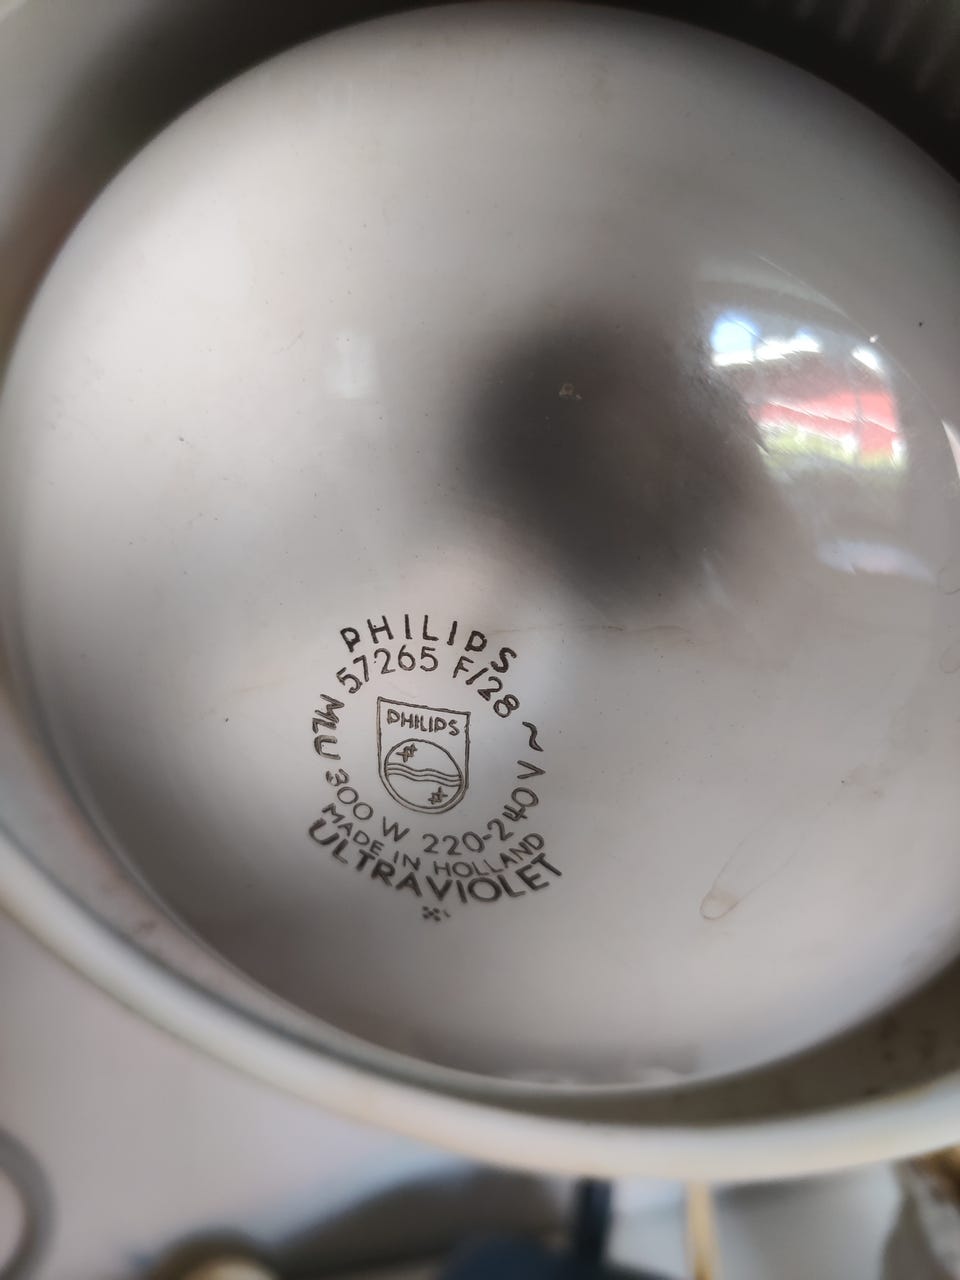 PHILIPS
57265 F/28
PHILIPS
MLU 300 W 220-240 V ~
MADE IN HOLLAND
ULTRAVIOLET